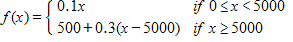 f(x) = { 0.1x if 0 ≤ x < 5000
500 + 0.3(x − 5000) if x ≥ 5000